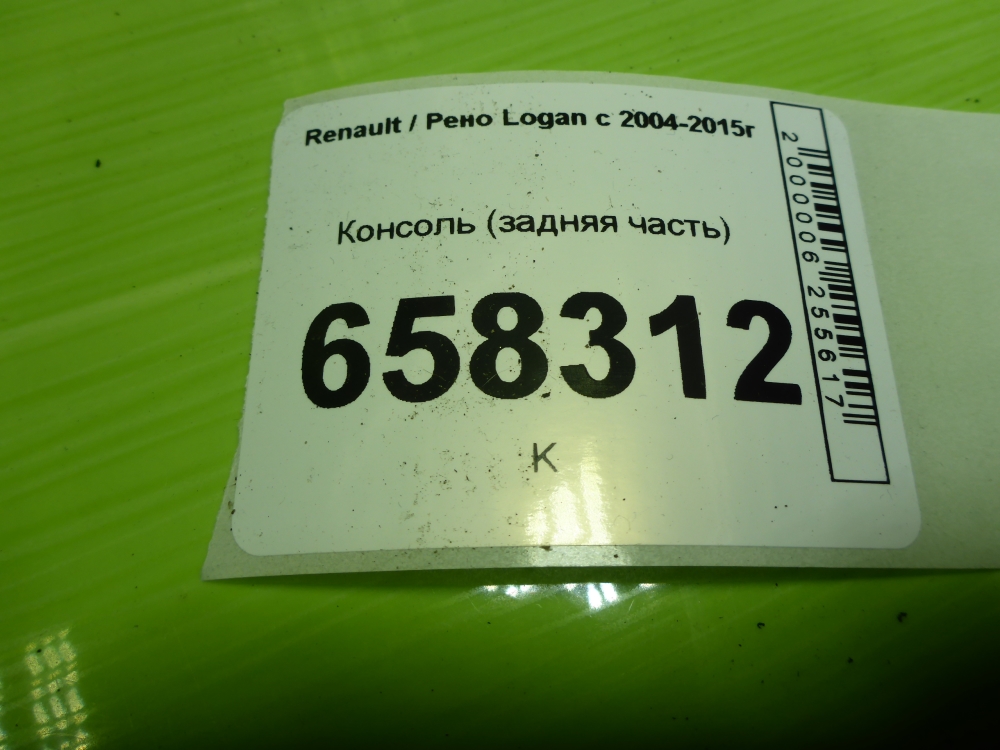 Renault / Рено Logan с 2004-2015г
Консоль (задняя часть)
658312
К
2000006255617